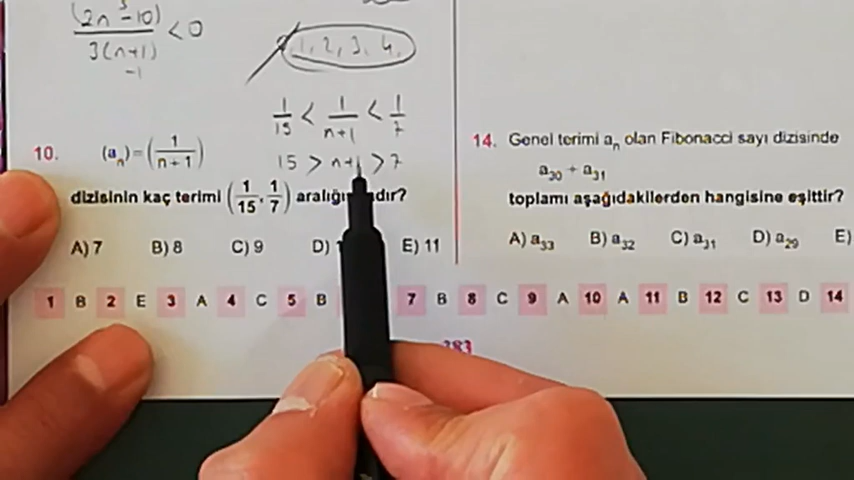 (2n - 10)
3(n+1)
< 0
-1
1, 2, 3, 4,
1/15 < 1/(n+1) < 1/7
10. (aₙ) = (1/(n+1))
15 > n+1 > 7
dizisinin kaç terimi (1/15, 1/7)
A) 7 B) 8 C) 9 E) 11
14. Genel terimi aₙ olan Fibonacci sayı dizisinde
a₃₀ + a₃₁
toplamı aşağıdakilerden hangisine eşittir?
A) a₃₃ B) a₃₂ C) a₃₁ D) a₂₉ E)
1 B 2 E 3 A 4 C 5 B 7 B 8 C 9 A 10 A 11 B 12 C 13 D 14
383